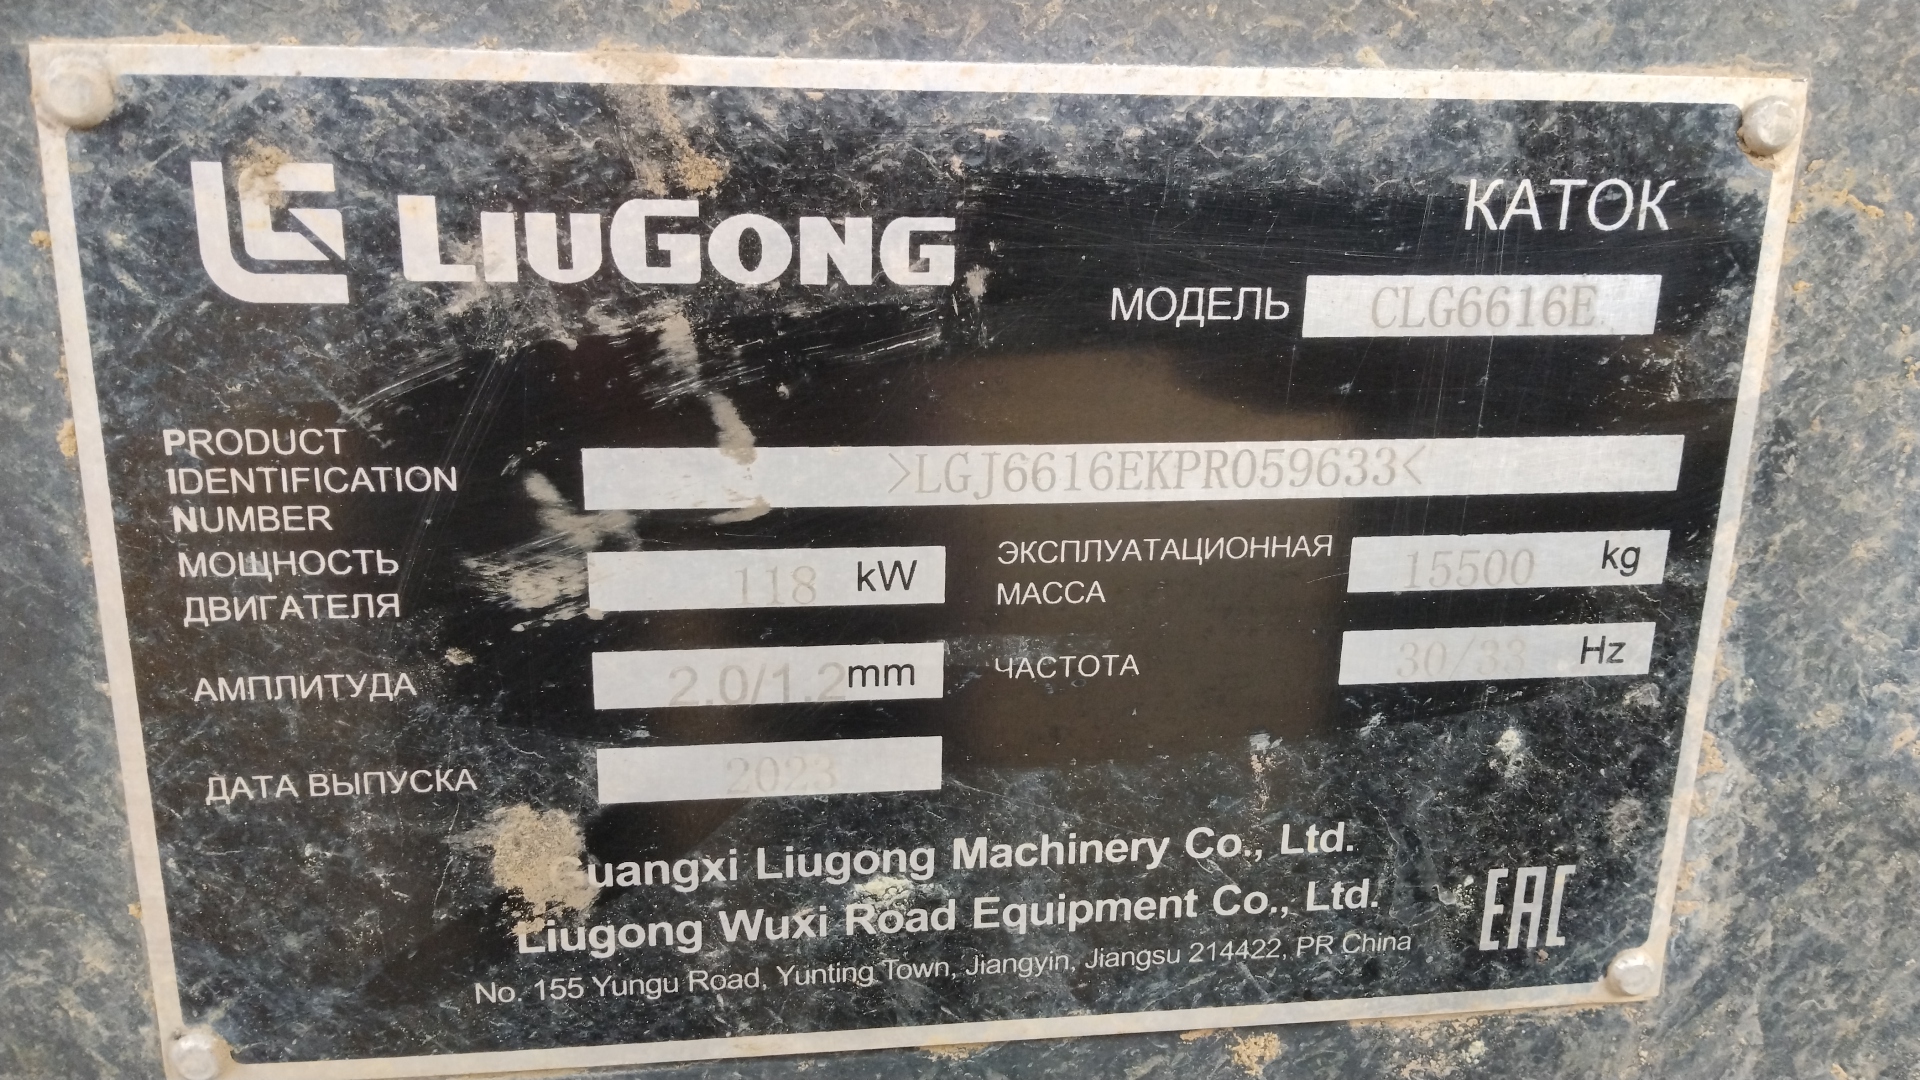 LIUGONG
КАТОК
МОДЕЛЬ CLG6616E
PRODUCT
IDENTIFICATION
NUMBER
>LGJ6616EKPR059633<
МОЩНОСТЬ
ДВИГАТЕЛЯ
118 kW
ЭКСПЛУАТАЦИОННАЯ
МАССА
15500 kg
АМПЛИТУДА 2.0/1.2 mm
ЧАСТОТА 30/33 Hz
ДАТА ВЫПУСКА 2023
Guangxi Liugong Machinery Co., Ltd.
Liugong Wuxi Road Equipment Co., Ltd.
No. 155 Yungu Road, Yunting Town, Jiangyin, Jiangsu 214422, PR China
EAC